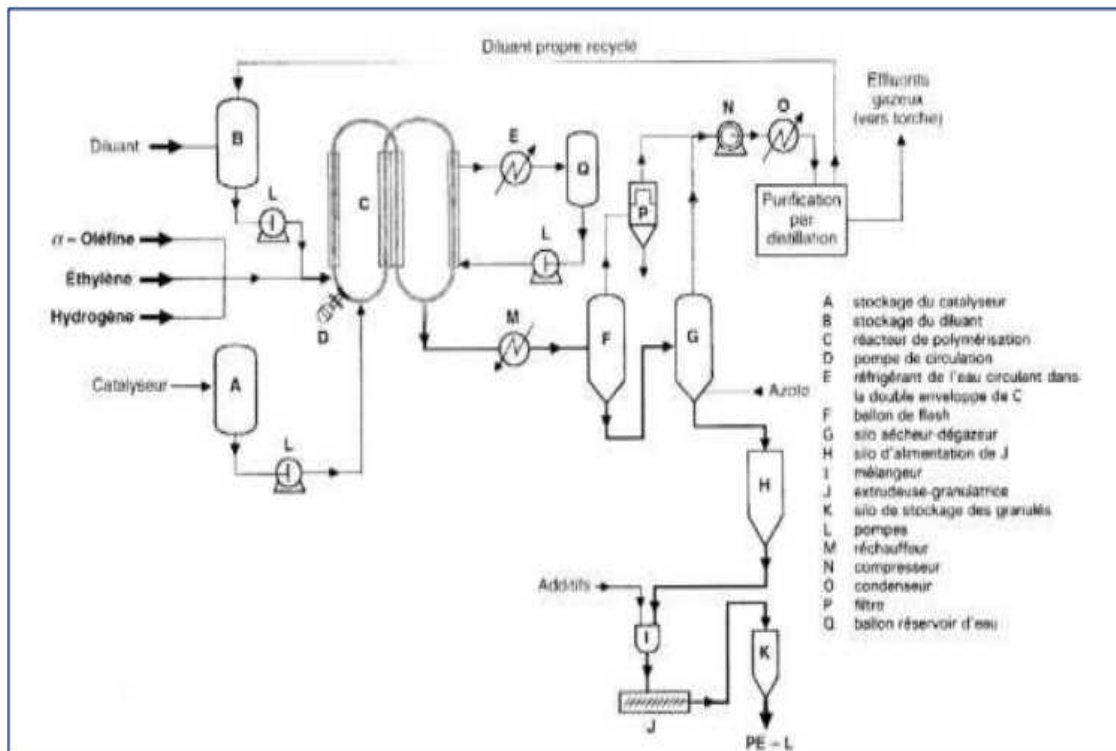 Diluant propre recyclé
Effluents
gazeux
(vers torche)
N
O
B
Diluant
E
Q
C
P
Purification
par
distillation
L
α – Oléfine
Éthylène
Hydrogène
L
D
M
F
G
Catalyseur
A
Azote
L
H
Additifs
I
K
J
PE – L
A stockage du catalyseur
B stockage du diluant
C réacteur de polymérisation
D pompe de circulation
E réfrigérant de l'eau circulant dans
la double enveloppe de C
F ballon de flash
G silo sécheur-dégazeur
H silo d'alimentation de J
I mélangeur
J extrudeuse-granulatrice
K silo de stockage des granulés
L pompes
M réchauffeur
N compresseur
O condenseur
P filtre
Q ballon réservoir d'eau